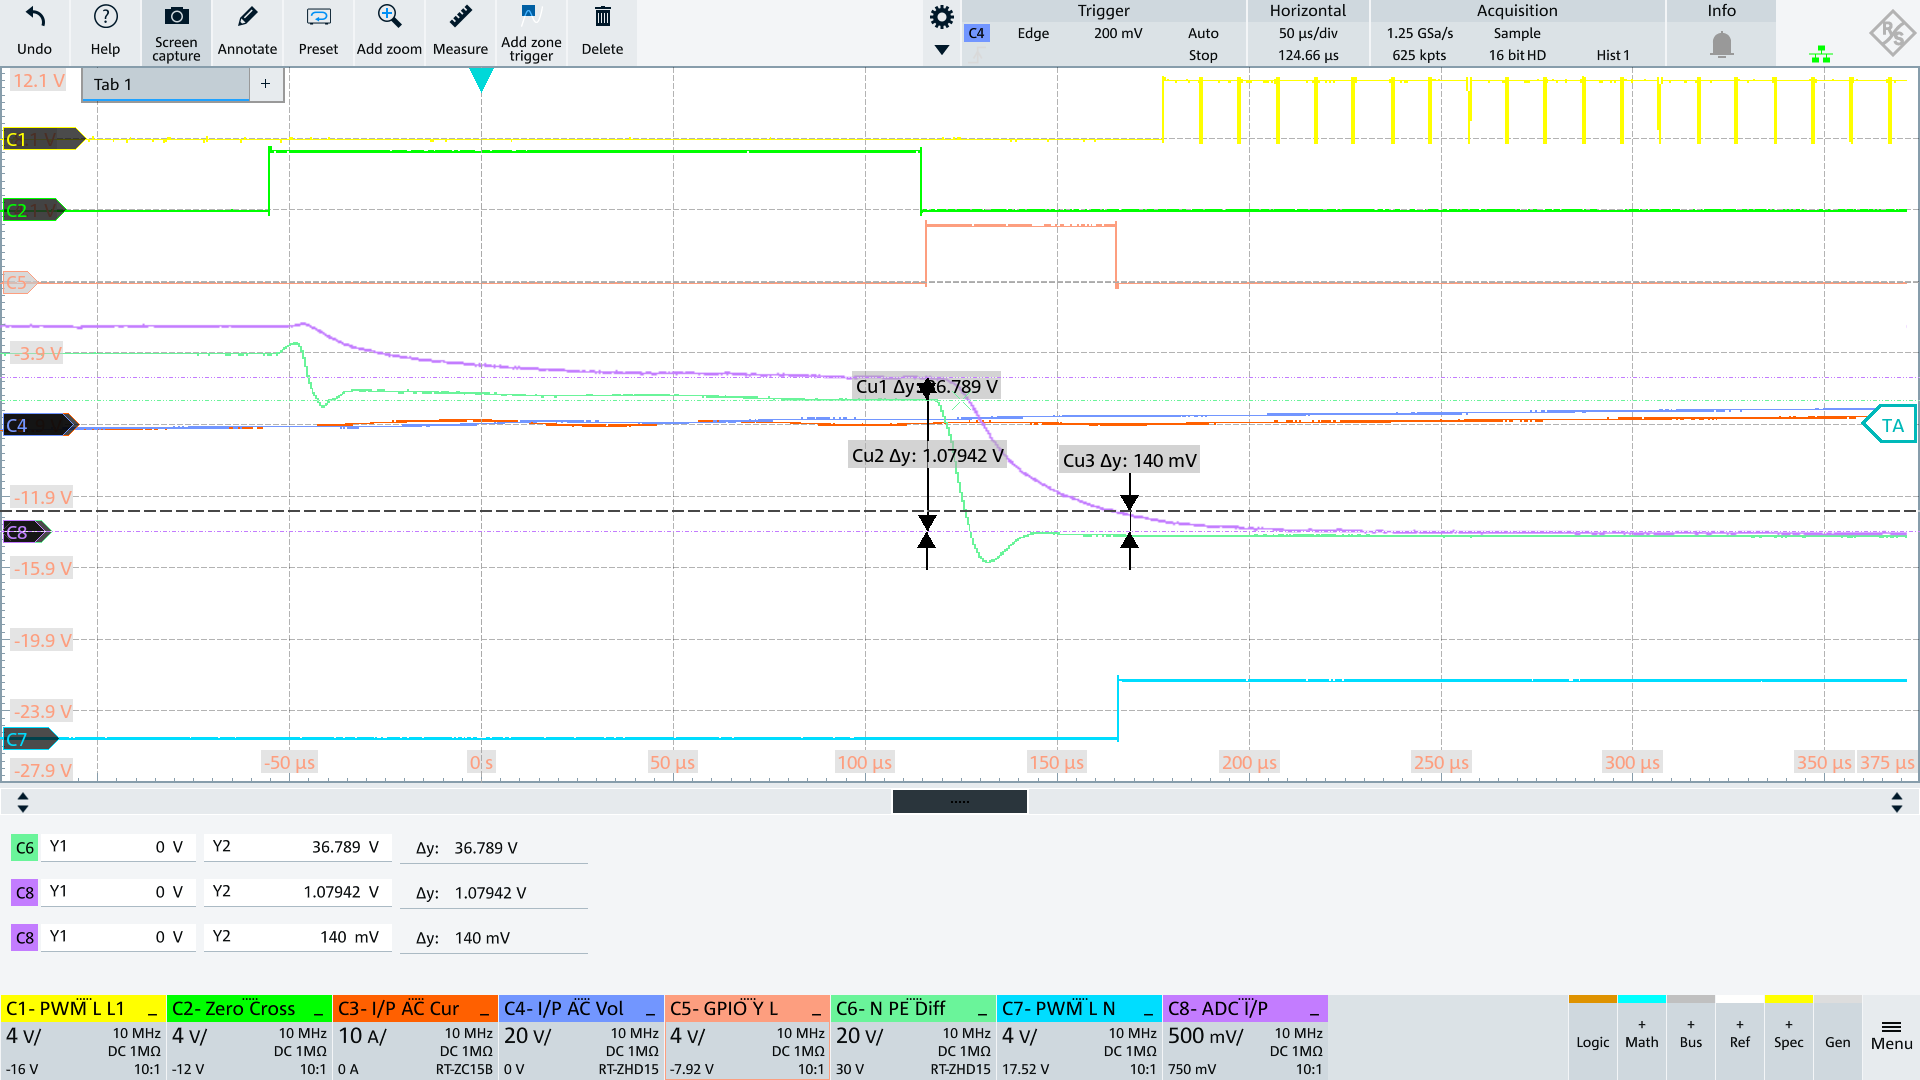 Undo
Help
Screen capture
Annotate
Preset
Add zoom
Measure
Add zone trigger
Delete
Trigger
C4 Edge 200 mV Auto
Stop
Horizontal
50 µs/div
124.66 µs
Acquisition
1.25 GSa/s Sample
625 kpts 16 bit HD Hist 1
Info
R S
12.1 V
Tab 1 +
C1
C2
C5
-3.9 V
Cu1 Δy: 36.789 V
C4
TA
Cu2 Δy: 1.07942 V
Cu3 Δy: 140 mV
-11.9 V
C8
-15.9 V
-19.9 V
-23.9 V
C7
-27.9 V
-50 µs 0 s 50 µs 100 µs 150 µs 200 µs 250 µs 300 µs 350 µs 375 µs
C6 Y1 0 V Y2 36.789 V Δy: 36.789 V
C8 Y1 0 V Y2 1.07942 V Δy: 1.07942 V
C8 Y1 0 V Y2 140 mV Δy: 140 mV
C1- PWM L L1
4 V/ 10 MHz
DC 1MΩ
-16 V 10:1
C2- Zero Cross
4 V/ 10 MHz
DC 1MΩ
-12 V 10:1
C3- I/P AC Cur
10 A/ 10 MHz
DC 1MΩ
0 A RT-ZC15B
C4- I/P AC Vol
20 V/ 10 MHz
DC 1MΩ
0 V RT-ZHD15
C5- GPIO Y L
4 V/ 10 MHz
DC 1MΩ
-7.92 V 10:1
C6- N PE Diff
20 V/ 10 MHz
DC 1MΩ
30 V RT-ZHD15
C7- PWM L N
4 V/ 10 MHz
DC 1MΩ
17.52 V 10:1
C8- ADC I/P
500 mV/ 10 MHz
DC 1MΩ
750 mV 10:1
Logic
+ Math
+ Bus
+ Ref
+ Spec
Gen
Menu